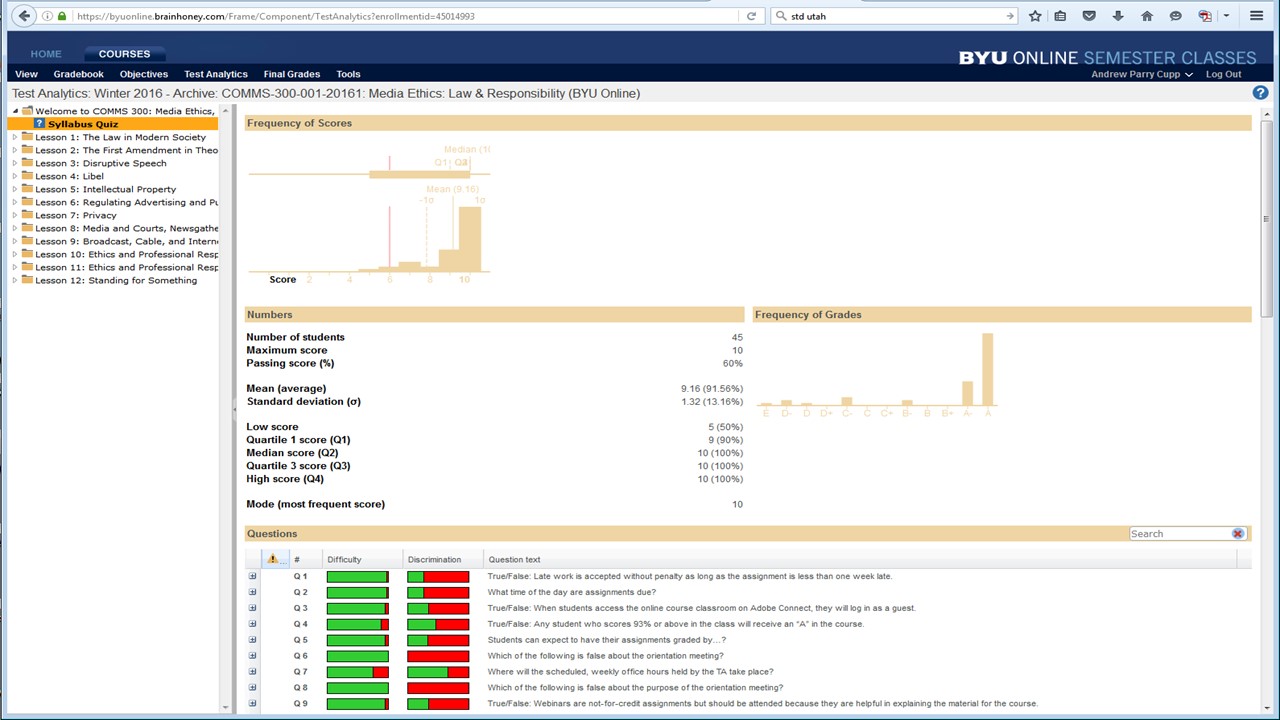 https://byuonline.brainhoney.com/Frame/Component/TestAnalytics?enrollmentid=45014993
std utah
HOME
COURSES
BYU ONLINE SEMESTER CLASSES
View Gradebook Objectives Test Analytics Final Grades Tools
Andrew Parry Cupp Log Out
Test Analytics: Winter 2016 - Archive: COMMS-300-001-20161: Media Ethics: Law & Responsibility (BYU Online)
Welcome to COMMS 300: Media Ethics,
Syllabus Quiz
Lesson 1: The Law in Modern Society
Lesson 2: The First Amendment in Theo
Lesson 3: Disruptive Speech
Lesson 4: Libel
Lesson 5: Intellectual Property
Lesson 6: Regulating Advertising and Pu
Lesson 7: Privacy
Lesson 8: Media and Courts, Newsgathe
Lesson 9: Broadcast, Cable, and Intern
Lesson 10: Ethics and Professional Resp
Lesson 11: Ethics and Professional Resp
Lesson 12: Standing for Something
Frequency of Scores
Median (1
Q1
Mean (9.16)
-1σ 1σ
Score 2 4 6 8 10
Numbers
Number of students 45
Maximum score 10
Passing score (%) 60%
Mean (average) 9.16 (91.56%)
Standard deviation (σ) 1.32 (13.16%)
Low score 5 (50%)
Quartile 1 score (Q1) 9 (90%)
Median score (Q2) 10 (100%)
Quartile 3 score (Q3) 10 (100%)
High score (Q4) 10 (100%)
Mode (most frequent score) 10
Frequency of Grades
E D- D D+ C- C C+ B- B B+ A- A
Questions
Search
# Difficulty Discrimination Question text
Q 1 True/False: Late work is accepted without penalty as long as the assignment is less than one week late.
Q 2 What time of the day are assignments due?
Q 3 True/False: When students access the online course classroom on Adobe Connect, they will log in as a guest.
Q 4 True/False: Any student who scores 93% or above in the class will receive an "A" in the course.
Q 5 Students can expect to have their assignments graded by…?
Q 6 Which of the following is false about the orientation meeting?
Q 7 Where will the scheduled, weekly office hours held by the TA take place?
Q 8 Which of the following is false about the purpose of the orientation meeting?
Q 9 True/False: Webinars are not-for-credit assignments but should be attended because they are helpful in explaining the material for the course.